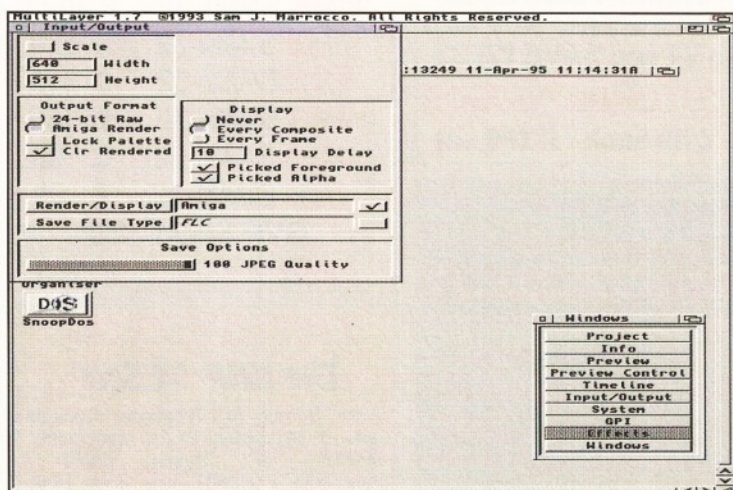 MultiLayer 1.7 ©1993 Sam J. Marrocco. All Rights Reserved.
Input/Output
:13249 11-Apr-95 11:14:31A
Scale
640 Width
512 Height
Output Format
24-bit Raw
Amiga Render
Lock Palette
Clr Rendered
Display
Never
Every Composite
Every Frame
10 Display Delay
Picked Foreground
Picked Alpha
Render/Display Amiga
Save File Type FLC
Save Options
100 JPEG Quality
Organiser
DOS
SnoopDos
Windows
Project
Info
Preview
Preview Control
Timeline
Input/Output
System
GPI
Effects
Windows